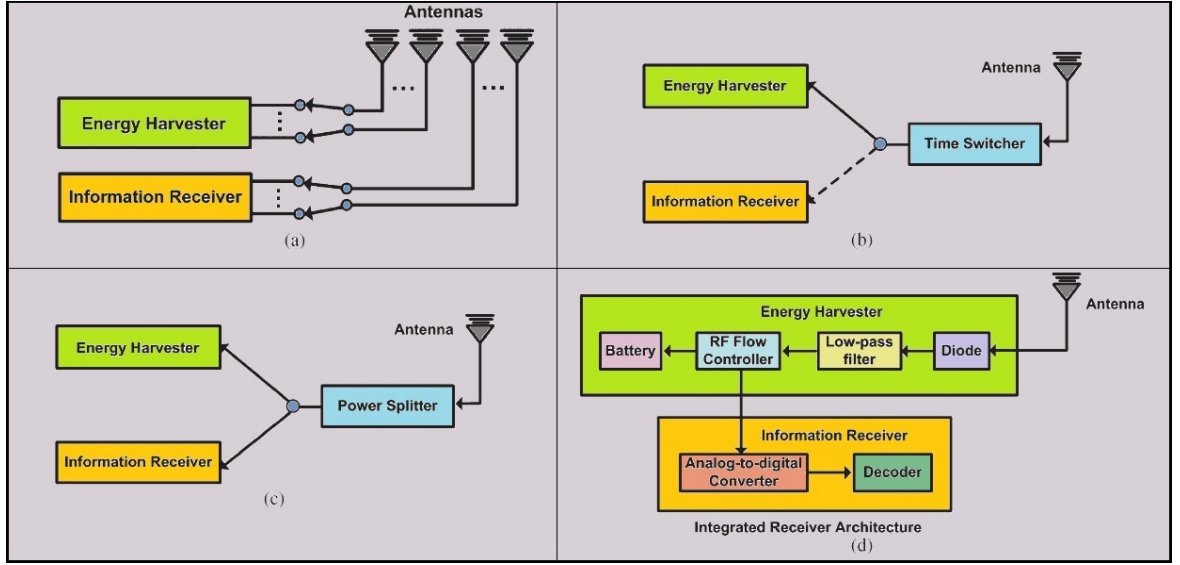 Antennas
...
...
Energy Harvester
Information Receiver
(a)
Antenna
Energy Harvester
Time Switcher
Information Receiver
(b)
Antenna
Energy Harvester
Power Splitter
Information Receiver
(c)
Antenna
Energy Harvester
Battery
RF Flow
Controller
Low-pass
filter
Diode
Information Receiver
Analog-to-digital
Converter
Decoder
Integrated Receiver Architecture
(d)